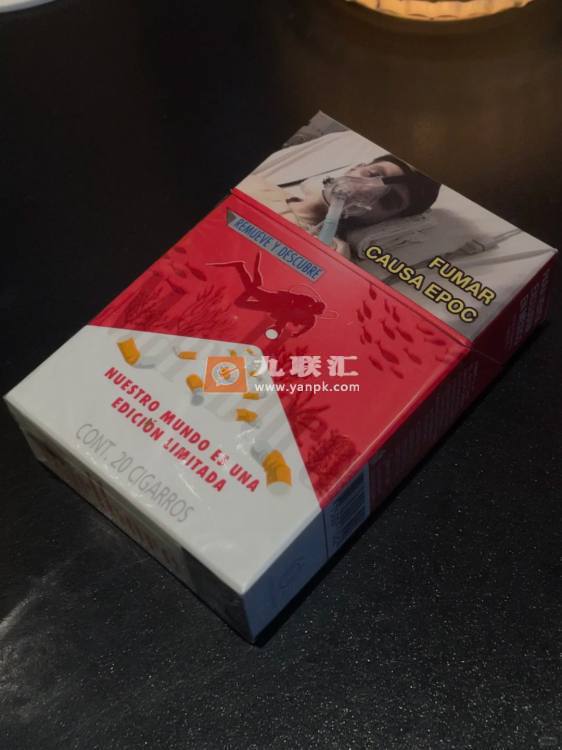 FUMAR
CAUSA EPOC
REMUEVE Y DESCUBRE
九联汇
www.yanpk.com
NUESTRO MUNDO ES UNA
EDICIÓN LIMITADA
CONT. 20 CIGARROS